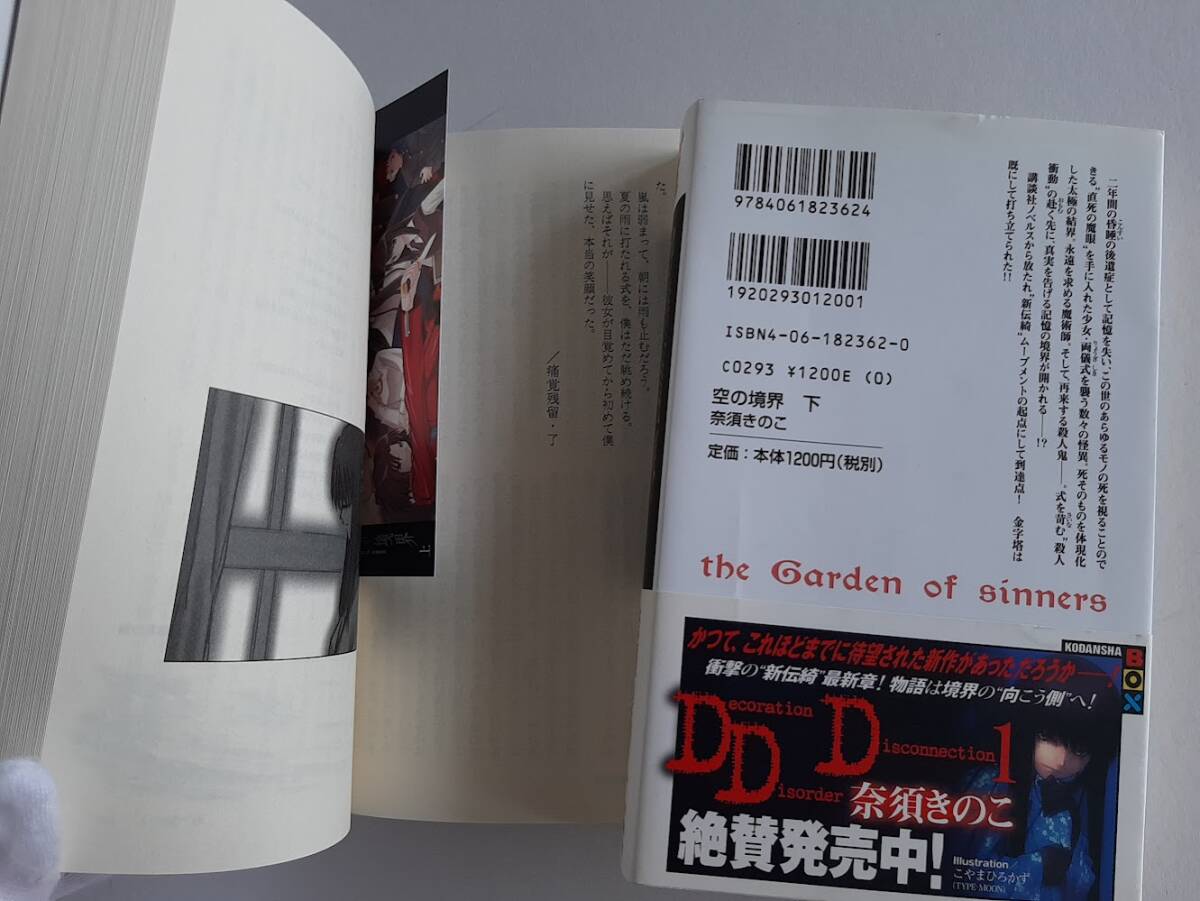 た。
嵐は弱まって、朝には雨も止むだろう。
夏の雨に打たれる式を、僕はただ眺め続ける。
思えばそれが――彼女が目覚めてから初めて僕
に見せた、本当の笑顔だった。
／痛覚残留・了
境界 上
9784061823624
1920293012001
ISBN4-06-182362-0
C0293 ¥1200E (0)
空の境界 下
奈須きのこ
定価：本体1200円(税別)
二年間の昏睡の後遺症として記憶を失い、この世のあらゆるモノの死を視ることので
きる。"直死の魔眼"を手に入れた少女・両儀式を襲う数々の怪異。死そのものを体現化
した太極の結界。永遠を求める魔術師。そして、再来する殺人鬼――。"式を苛む"殺人
衝動"の赴く先に、真実を告げる記憶の境界が開かれる――!?
講談社ノベルスから放たれ"新伝綺"ムーブメントの起点にして到達点！ 金字塔は
既にして打ち立てられた!!
the Garden of sinners
かつて、これほどまでに待望された新作があっただろうか――！
衝撃の"新伝綺"最新章！物語は境界の"向こう側"へ！
KODANSHA BOX
Decoration Disorder Disconnection 1
奈須きのこ
絶賛発売中！
Illustration／
こやまひろかず
(TYPE-MOON)